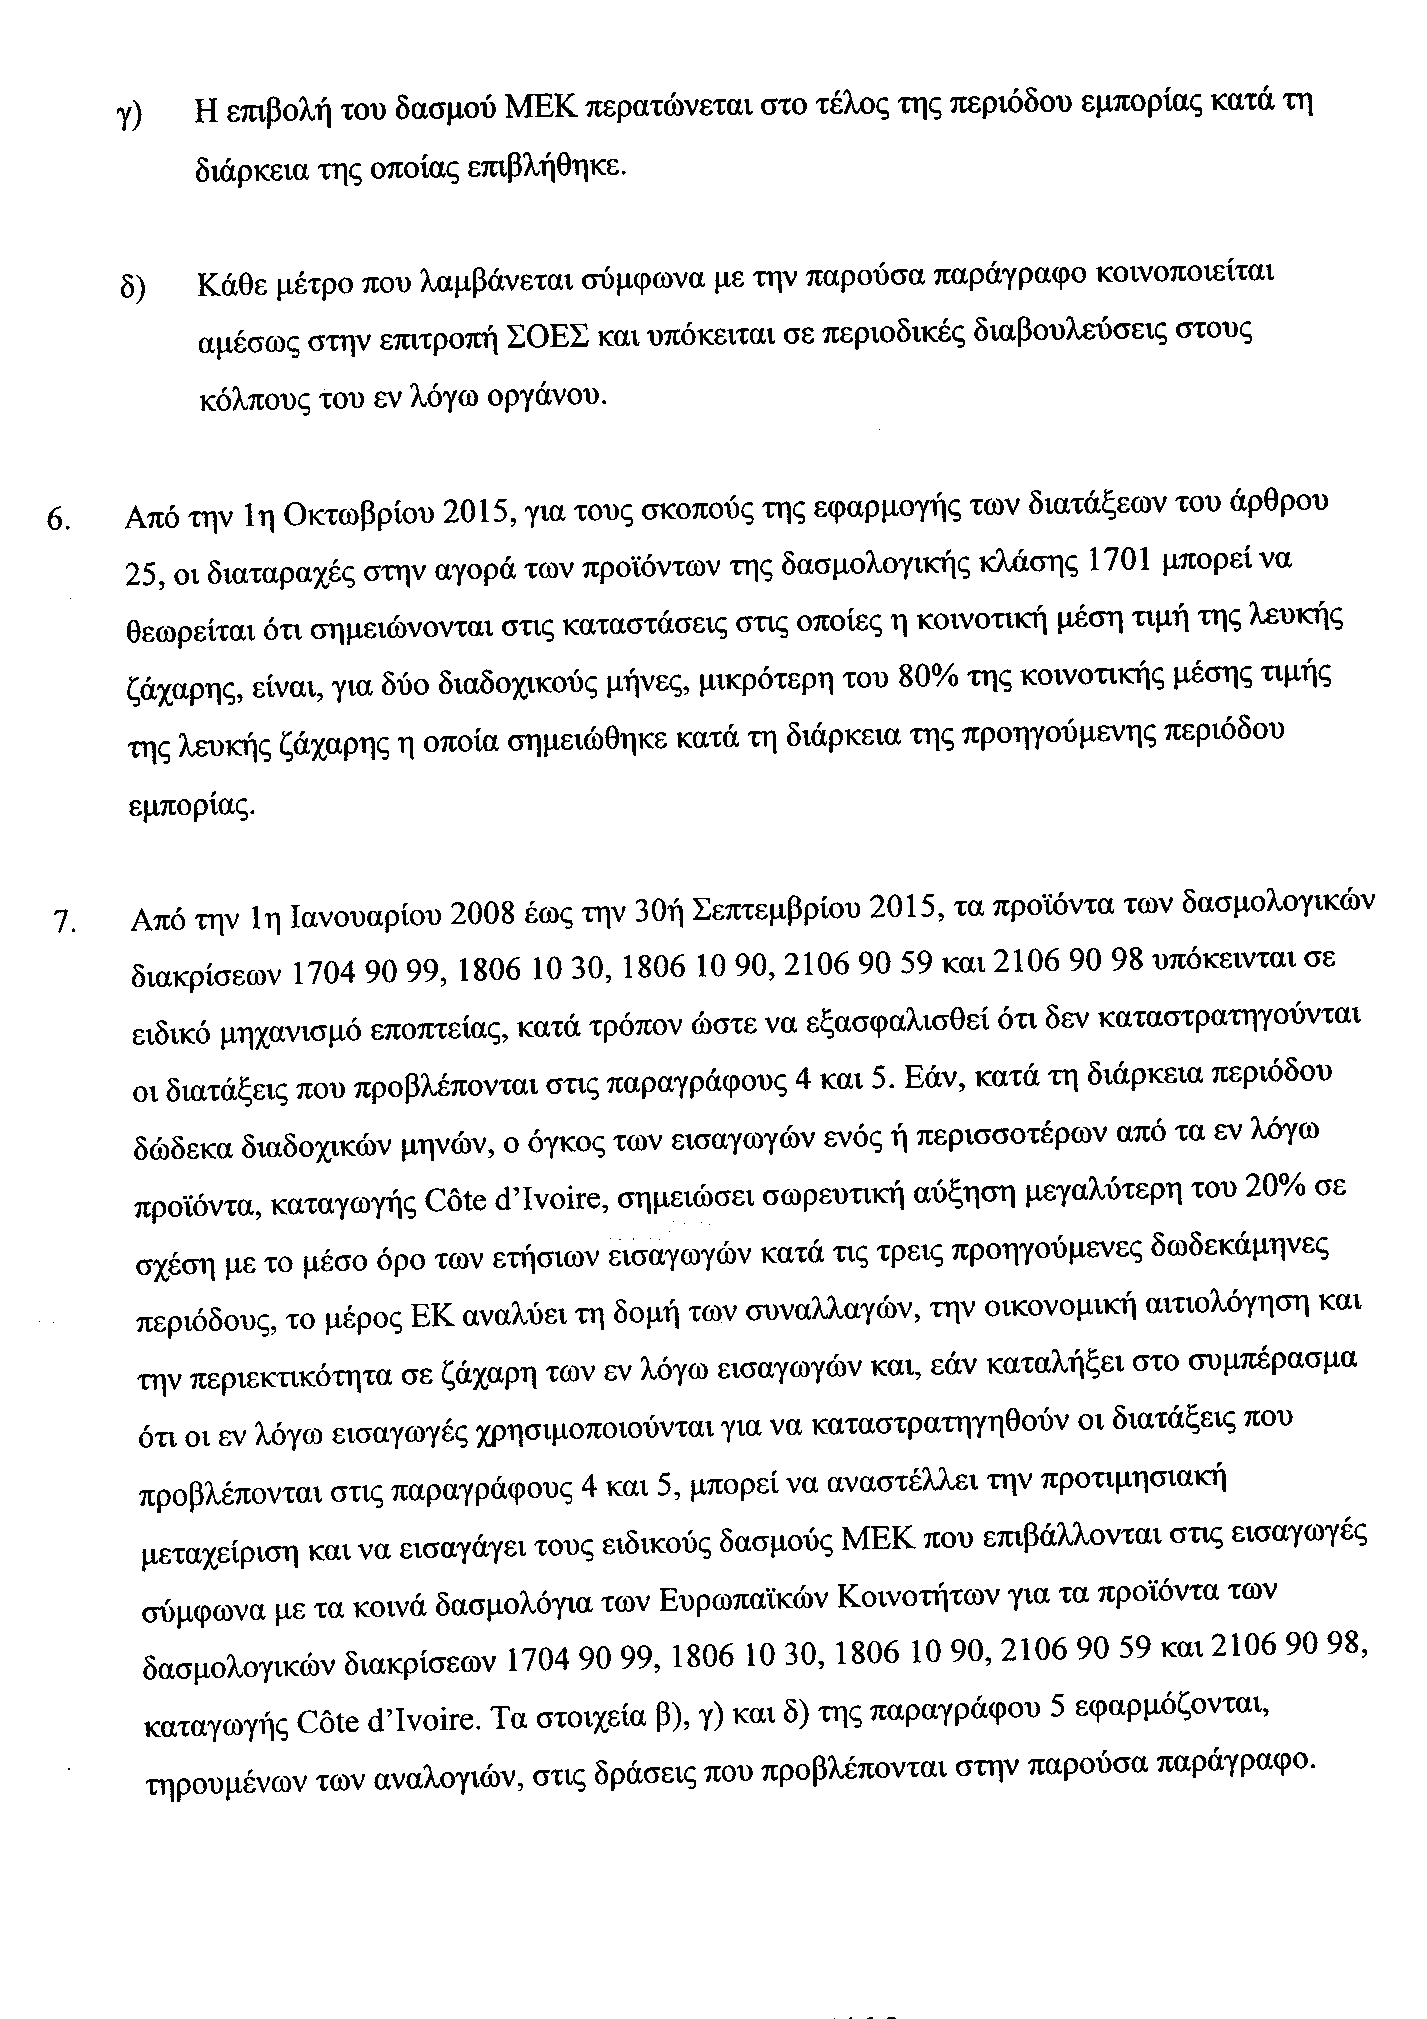 γ) Η επιβολή του δασμού ΜΕΚ περατώνεται στο τέλος της περιόδου εμπορίας κατά τη
διάρκεια της οποίας επιβλήθηκε.
δ) Κάθε μέτρο που λαμβάνεται σύμφωνα με την παρούσα παράγραφο κοινοποιείται
αμέσως στην επιτροπή ΣΟΕΣ και υπόκειται σε περιοδικές διαβουλεύσεις στους
κόλπους του εν λόγω οργάνου.
6. Από την 1η Οκτωβρίου 2015, για τους σκοπούς της εφαρμογής των διατάξεων του άρθρου
25, οι διαταραχές στην αγορά των προϊόντων της δασμολογικής κλάσης 1701 μπορεί να
θεωρείται ότι σημειώνονται στις καταστάσεις στις οποίες η κοινοτική μέση τιμή της λευκής
ζάχαρης, είναι, για δύο διαδοχικούς μήνες, μικρότερη του 80% της κοινοτικής μέσης τιμής
της λευκής ζάχαρης η οποία σημειώθηκε κατά τη διάρκεια της προηγούμενης περιόδου
εμπορίας.
7. Από την 1η Ιανουαρίου 2008 έως την 30ή Σεπτεμβρίου 2015, τα προϊόντα των δασμολογικών
διακρίσεων 1704 90 99, 1806 10 30, 1806 10 90, 2106 90 59 και 2106 90 98 υπόκεινται σε
ειδικό μηχανισμό εποπτείας, κατά τρόπον ώστε να εξασφαλισθεί ότι δεν καταστρατηγούνται
οι διατάξεις που προβλέπονται στις παραγράφους 4 και 5. Εάν, κατά τη διάρκεια περιόδου
δώδεκα διαδοχικών μηνών, ο όγκος των εισαγωγών ενός ή περισσοτέρων από τα εν λόγω
προϊόντα, καταγωγής Côte d’Ivoire, σημειώσει σωρευτική αύξηση μεγαλύτερη του 20% σε
σχέση με το μέσο όρο των ετήσιων εισαγωγών κατά τις τρεις προηγούμενες δωδεκάμηνες
περιόδους, το μέρος ΕΚ αναλύει τη δομή των συναλλαγών, την οικονομική αιτιολόγηση και
την περιεκτικότητα σε ζάχαρη των εν λόγω εισαγωγών και, εάν καταλήξει στο συμπέρασμα
ότι οι εν λόγω εισαγωγές χρησιμοποιούνται για να καταστρατηγηθούν οι διατάξεις που
προβλέπονται στις παραγράφους 4 και 5, μπορεί να αναστέλλει την προτιμησιακή
μεταχείριση και να εισαγάγει τους ειδικούς δασμούς ΜΕΚ που επιβάλλονται στις εισαγωγές
σύμφωνα με τα κοινά δασμολόγια των Ευρωπαϊκών Κοινοτήτων για τα προϊόντα των
δασμολογικών διακρίσεων 1704 90 99, 1806 10 30, 1806 10 90, 2106 90 59 και 2106 90 98,
καταγωγής Côte d’Ivoire. Τα στοιχεία β), γ) και δ) της παραγράφου 5 εφαρμόζονται,
τηρουμένων των αναλογιών, στις δράσεις που προβλέπονται στην παρούσα παράγραφο.